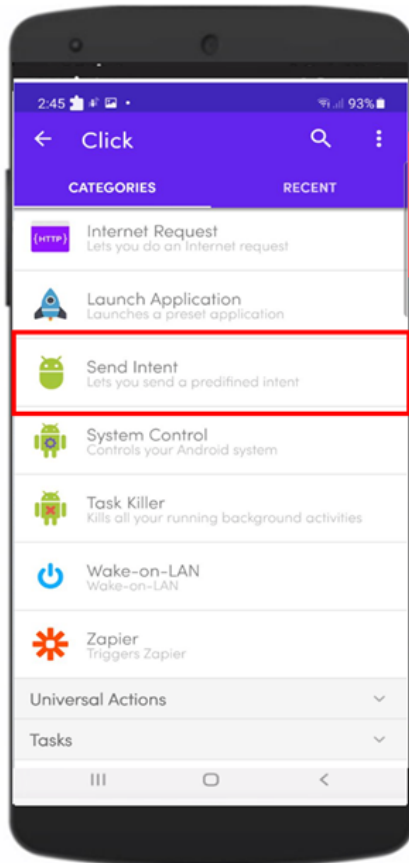 2:45
93%
Click
CATEGORIES
RECENT
{HTTP}
Internet Request
Lets you do an Internet request
Launch Application
Launches a preset application
Send Intent
Lets you send a predifined intent
System Control
Controls your Android system
Task Killer
Kills all your running background activities
Wake-on-LAN
Wake-on-LAN
Zapier
Triggers Zapier
Universal Actions
Tasks